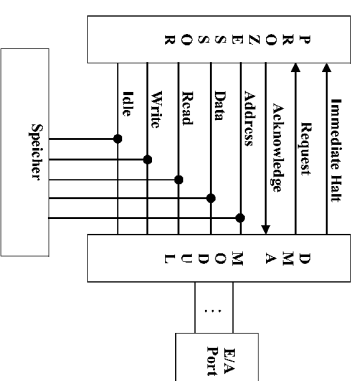 PROZESSOR
Immediate Halt
Request
Acknowledge
Address
Data
Read
Write
Idle
DMA MODUL
Speicher
...
E/A
Port